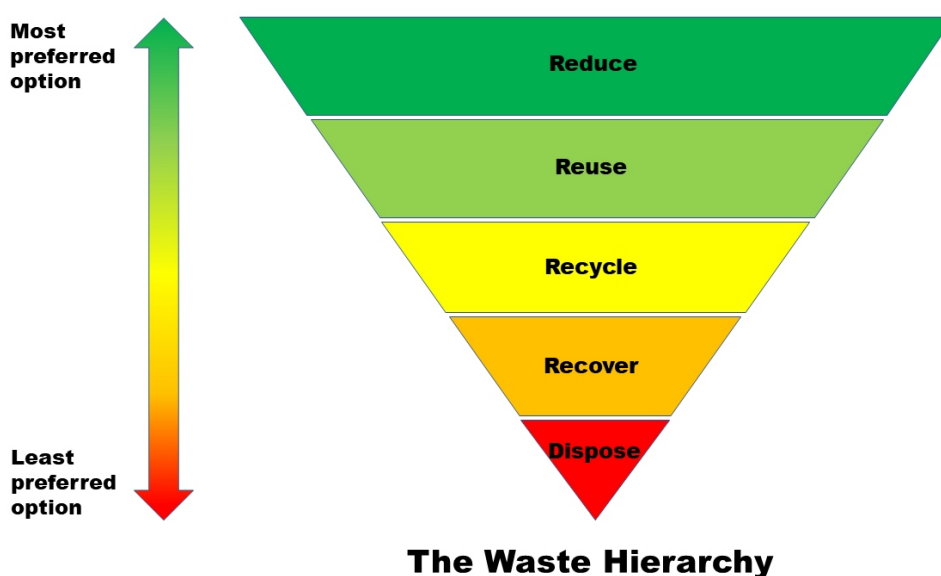 Most
preferred
option
Reduce
Reuse
Recycle
Recover
Dispose
Least
preferred
option
The Waste Hierarchy